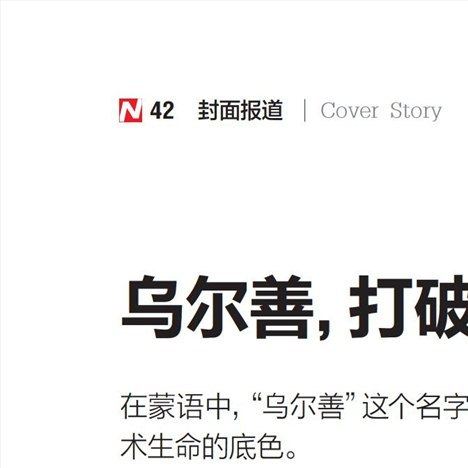 N 42 封面报道 | Cover Story
乌尔善, 打破
在蒙语中, “乌尔善” 这个名字
术生命的底色。